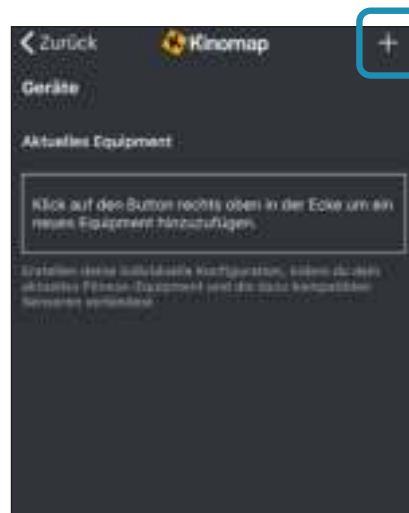 Zurück
Kinomap
+
Geräte
Aktuelles Equipment
Klick auf den Button rechts oben in der Ecke um ein
neues Equipment hinzuzufügen.
Erstellen deine individuelle Konfiguration, indem du dein
aktuelles Fitness-Equipment und die dazu kompatiblen
Sensoren verbindest